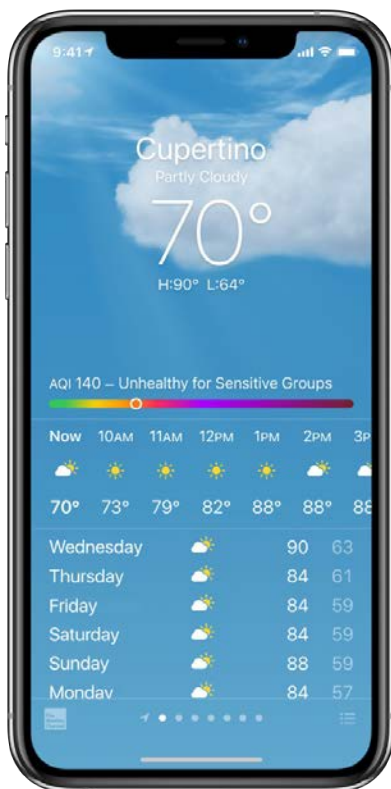 9:41
Cupertino
Partly Cloudy
70°
H:90° L:64°
AQI 140 – Unhealthy for Sensitive Groups
Now 10AM 11AM 12PM 1PM 2PM 3P
70° 73° 79° 82° 88° 88° 88
Wednesday 90 63
Thursday 84 61
Friday 84 59
Saturday 84 59
Sunday 88 59
Monday 84 57